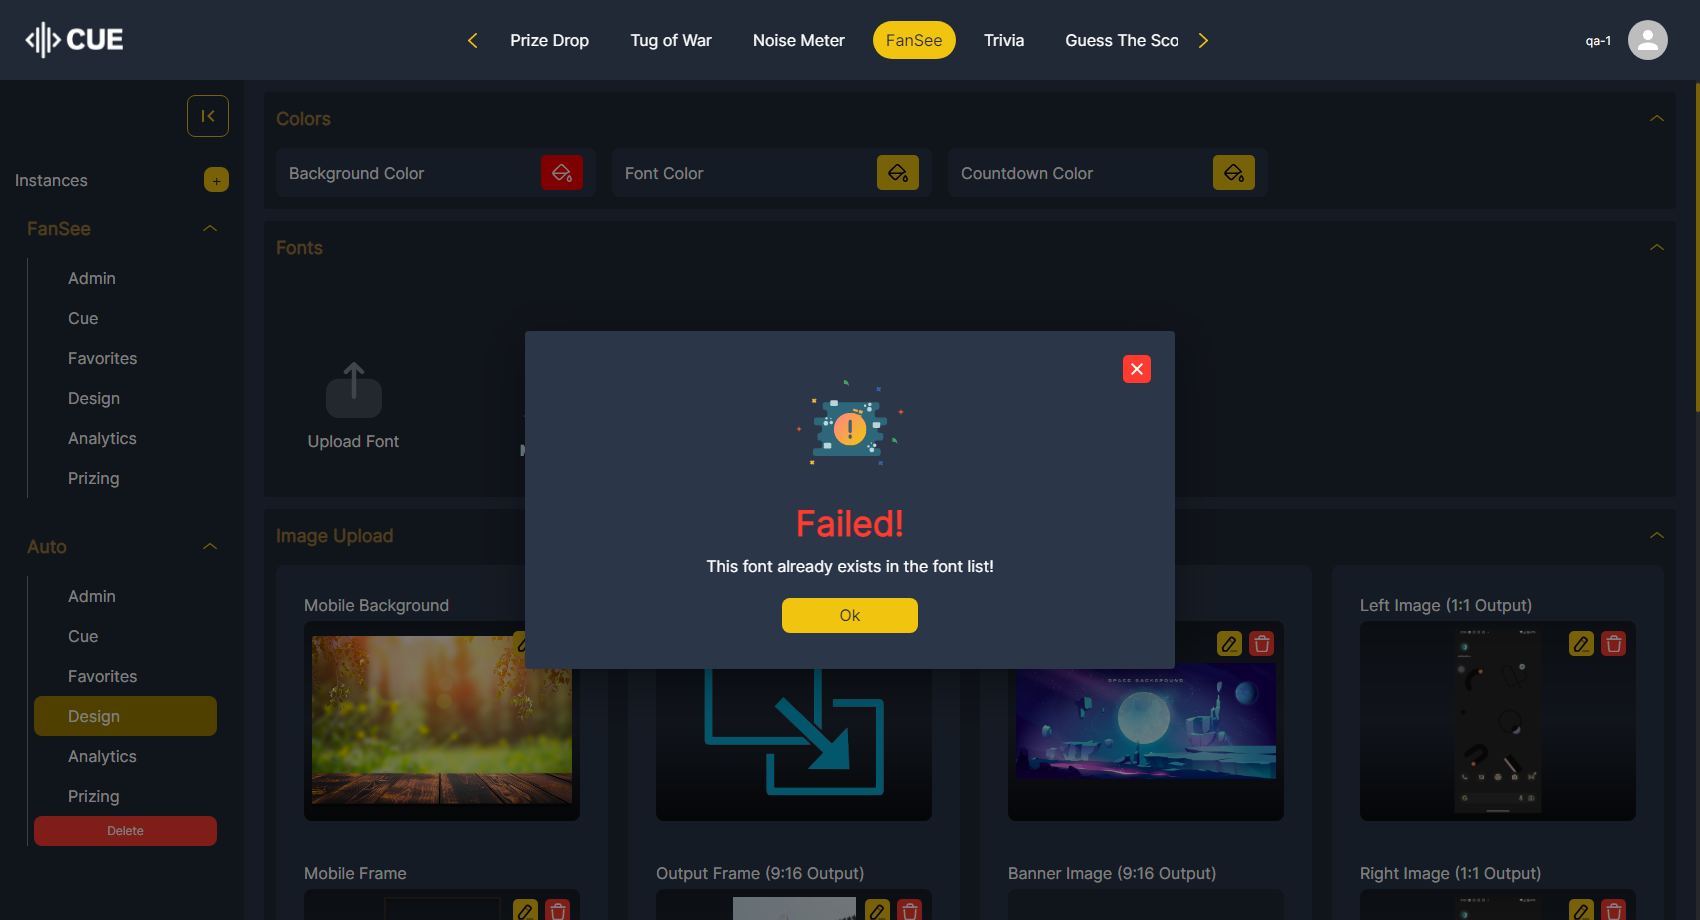 CUE
Prize Drop
Tug of War
Noise Meter
FanSee
Trivia
Guess The Sco
qa-1
Instances
+
FanSee
Admin
Cue
Favorites
Design
Analytics
Prizing
Auto
Admin
Cue
Favorites
Design
Analytics
Prizing
Delete
Colors
Background Color
Font Color
Countdown Color
Fonts
Upload Font
Failed!
This font already exists in the font list!
Ok
Image Upload
Mobile Background
Left Image (1:1 Output)
SPACE BACKGROUND
Mobile Frame
Output Frame (9:16 Output)
Banner Image (9:16 Output)
Right Image (1:1 Output)